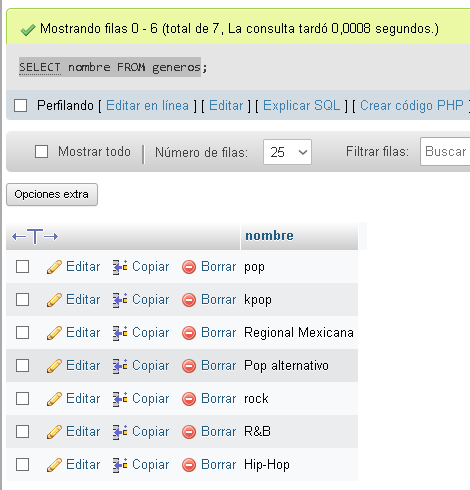 Mostrando filas 0 - 6 (total de 7, La consulta tardó 0,0008 segundos.)
SELECT nombre FROM generos;
Perfilando [ Editar en línea ] [ Editar ] [ Explicar SQL ] [ Crear código PHP ]
Mostrar todo | Número de filas: 25 Filtrar filas: Buscar
Opciones extra
←T→ nombre
Editar Copiar Borrar pop
Editar Copiar Borrar kpop
Editar Copiar Borrar Regional Mexicana
Editar Copiar Borrar Pop alternativo
Editar Copiar Borrar rock
Editar Copiar Borrar R&B
Editar Copiar Borrar Hip-Hop